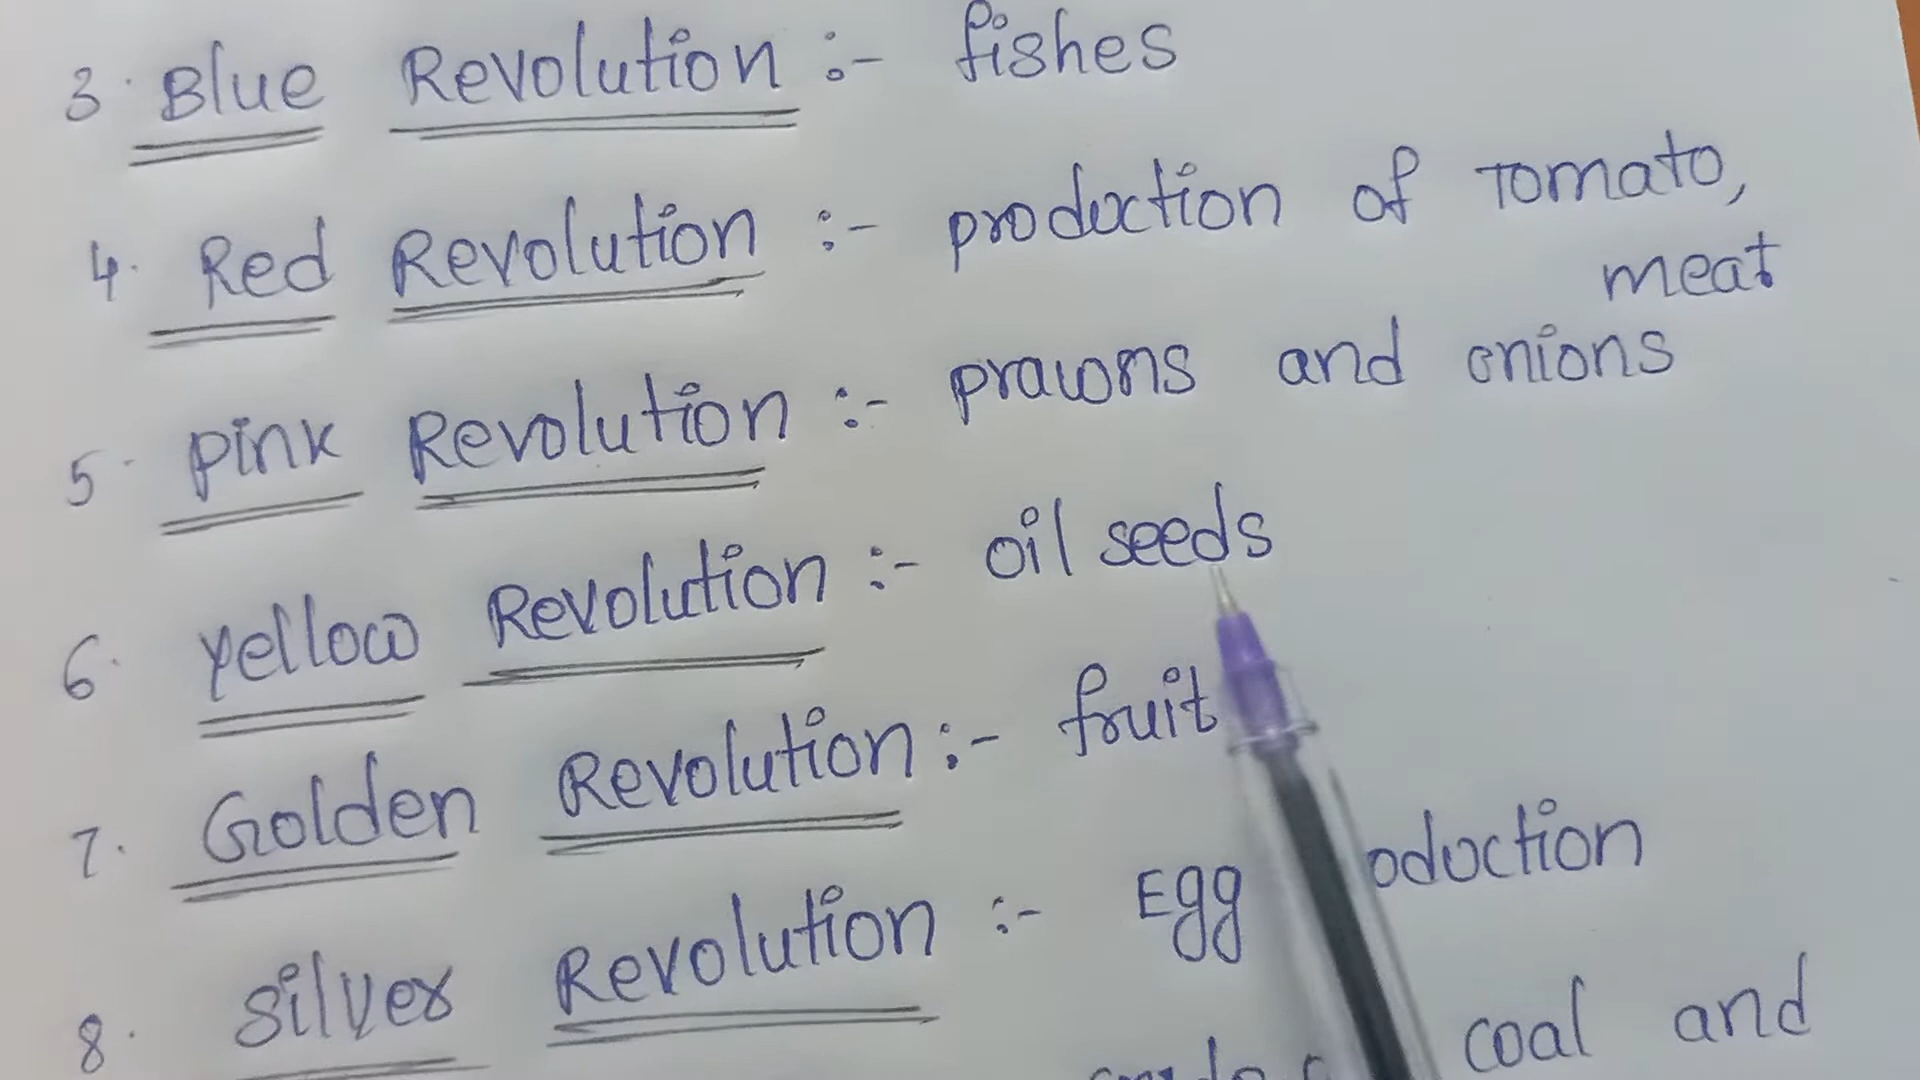 3. Blue Revolution :- fishes
4. Red Revolution :- production of Tomato,
meat
5. Pink Revolution :- prawns and onions
6. Yellow Revolution :- oil seeds
7. Golden Revolution :- fruit
8. Silver Revolution :- Egg oduction
coal and